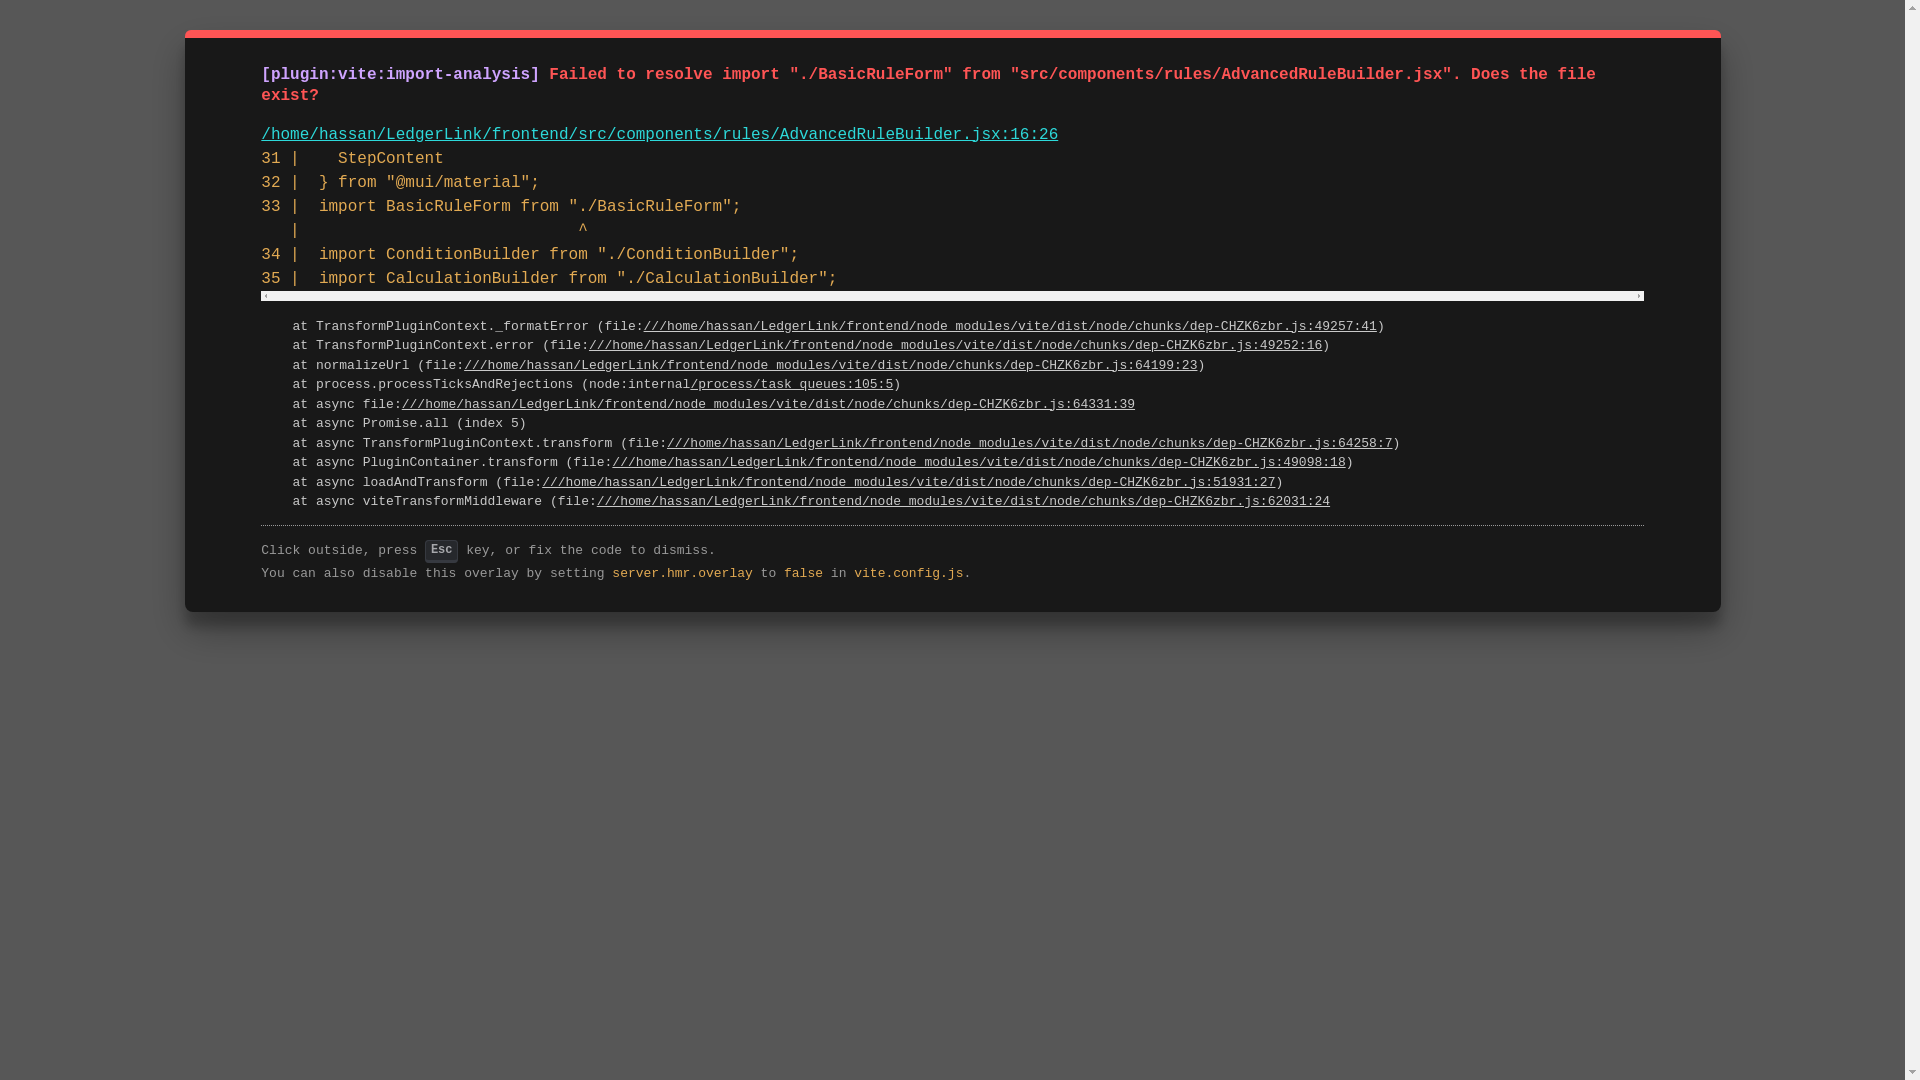 [plugin:vite:import-analysis] Failed to resolve import "./BasicRuleForm" from "src/components/rules/AdvancedRuleBuilder.jsx". Does the file
exist?
/home/hassan/LedgerLink/frontend/src/components/rules/AdvancedRuleBuilder.jsx:16:26
31 |    StepContent
32 |  } from "@mui/material";
33 |  import BasicRuleForm from "./BasicRuleForm";
   |                             ^
34 |  import ConditionBuilder from "./ConditionBuilder";
35 |  import CalculationBuilder from "./CalculationBuilder";
    at TransformPluginContext._formatError (file:///home/hassan/LedgerLink/frontend/node_modules/vite/dist/node/chunks/dep-CHZK6zbr.js:49257:41)
    at TransformPluginContext.error (file:///home/hassan/LedgerLink/frontend/node_modules/vite/dist/node/chunks/dep-CHZK6zbr.js:49252:16)
    at normalizeUrl (file:///home/hassan/LedgerLink/frontend/node_modules/vite/dist/node/chunks/dep-CHZK6zbr.js:64199:23)
    at process.processTicksAndRejections (node:internal/process/task_queues:105:5)
    at async file:///home/hassan/LedgerLink/frontend/node_modules/vite/dist/node/chunks/dep-CHZK6zbr.js:64331:39
    at async Promise.all (index 5)
    at async TransformPluginContext.transform (file:///home/hassan/LedgerLink/frontend/node_modules/vite/dist/node/chunks/dep-CHZK6zbr.js:64258:7)
    at async PluginContainer.transform (file:///home/hassan/LedgerLink/frontend/node_modules/vite/dist/node/chunks/dep-CHZK6zbr.js:49098:18)
    at async loadAndTransform (file:///home/hassan/LedgerLink/frontend/node_modules/vite/dist/node/chunks/dep-CHZK6zbr.js:51931:27)
    at async viteTransformMiddleware (file:///home/hassan/LedgerLink/frontend/node_modules/vite/dist/node/chunks/dep-CHZK6zbr.js:62031:24
Click outside, press Esc key, or fix the code to dismiss.
You can also disable this overlay by setting server.hmr.overlay to false in vite.config.js.